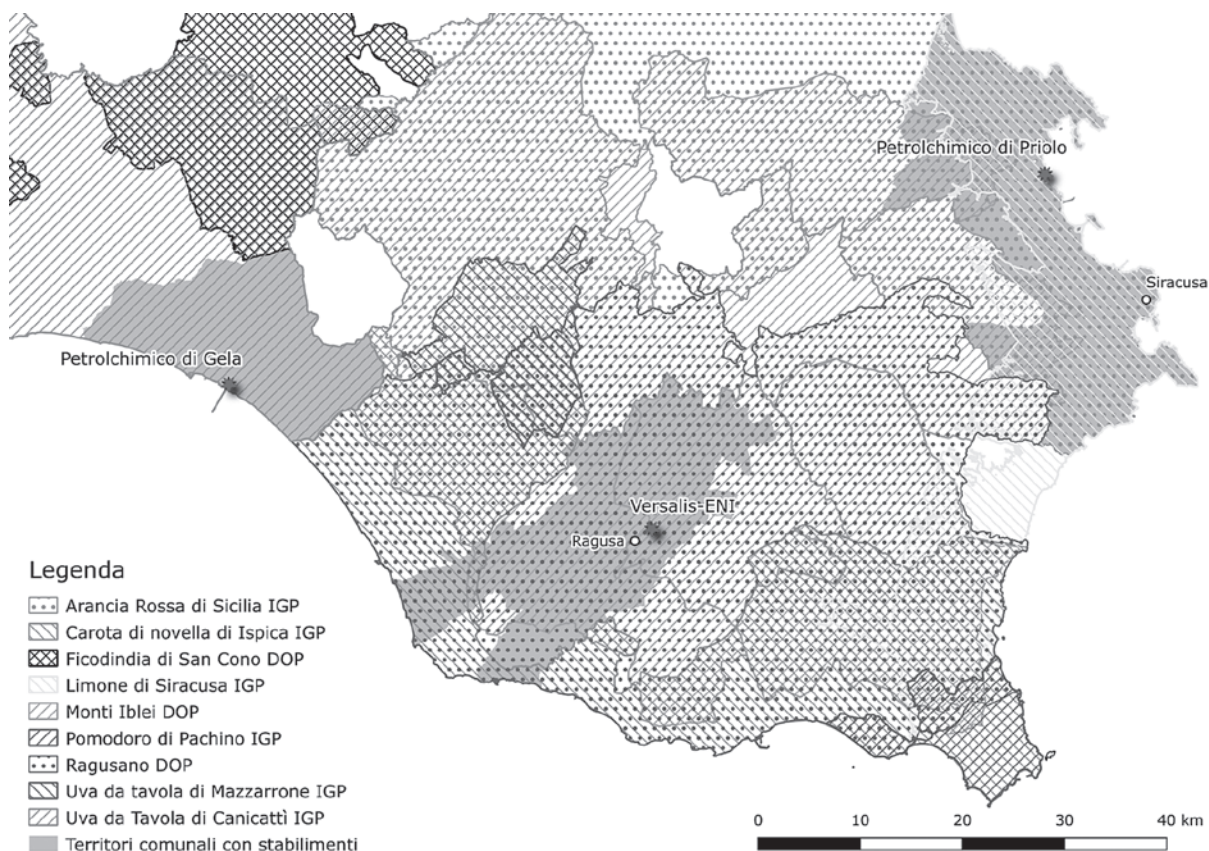 Petrolchimico di Priolo
Siracusa
Petrolchimico di Gela
Versalis-ENI
Ragusa
Legenda
Arancia Rossa di Sicilia IGP
Carota di novella di Ispica IGP
Ficodindia di San Cono DOP
Limone di Siracusa IGP
Monti Iblei DOP
Pomodoro di Pachino IGP
Ragusano DOP
Uva da tavola di Mazzarrone IGP
Uva da Tavola di Canicattì IGP
Territori comunali con stabilimenti
0 10 20 30 40 km